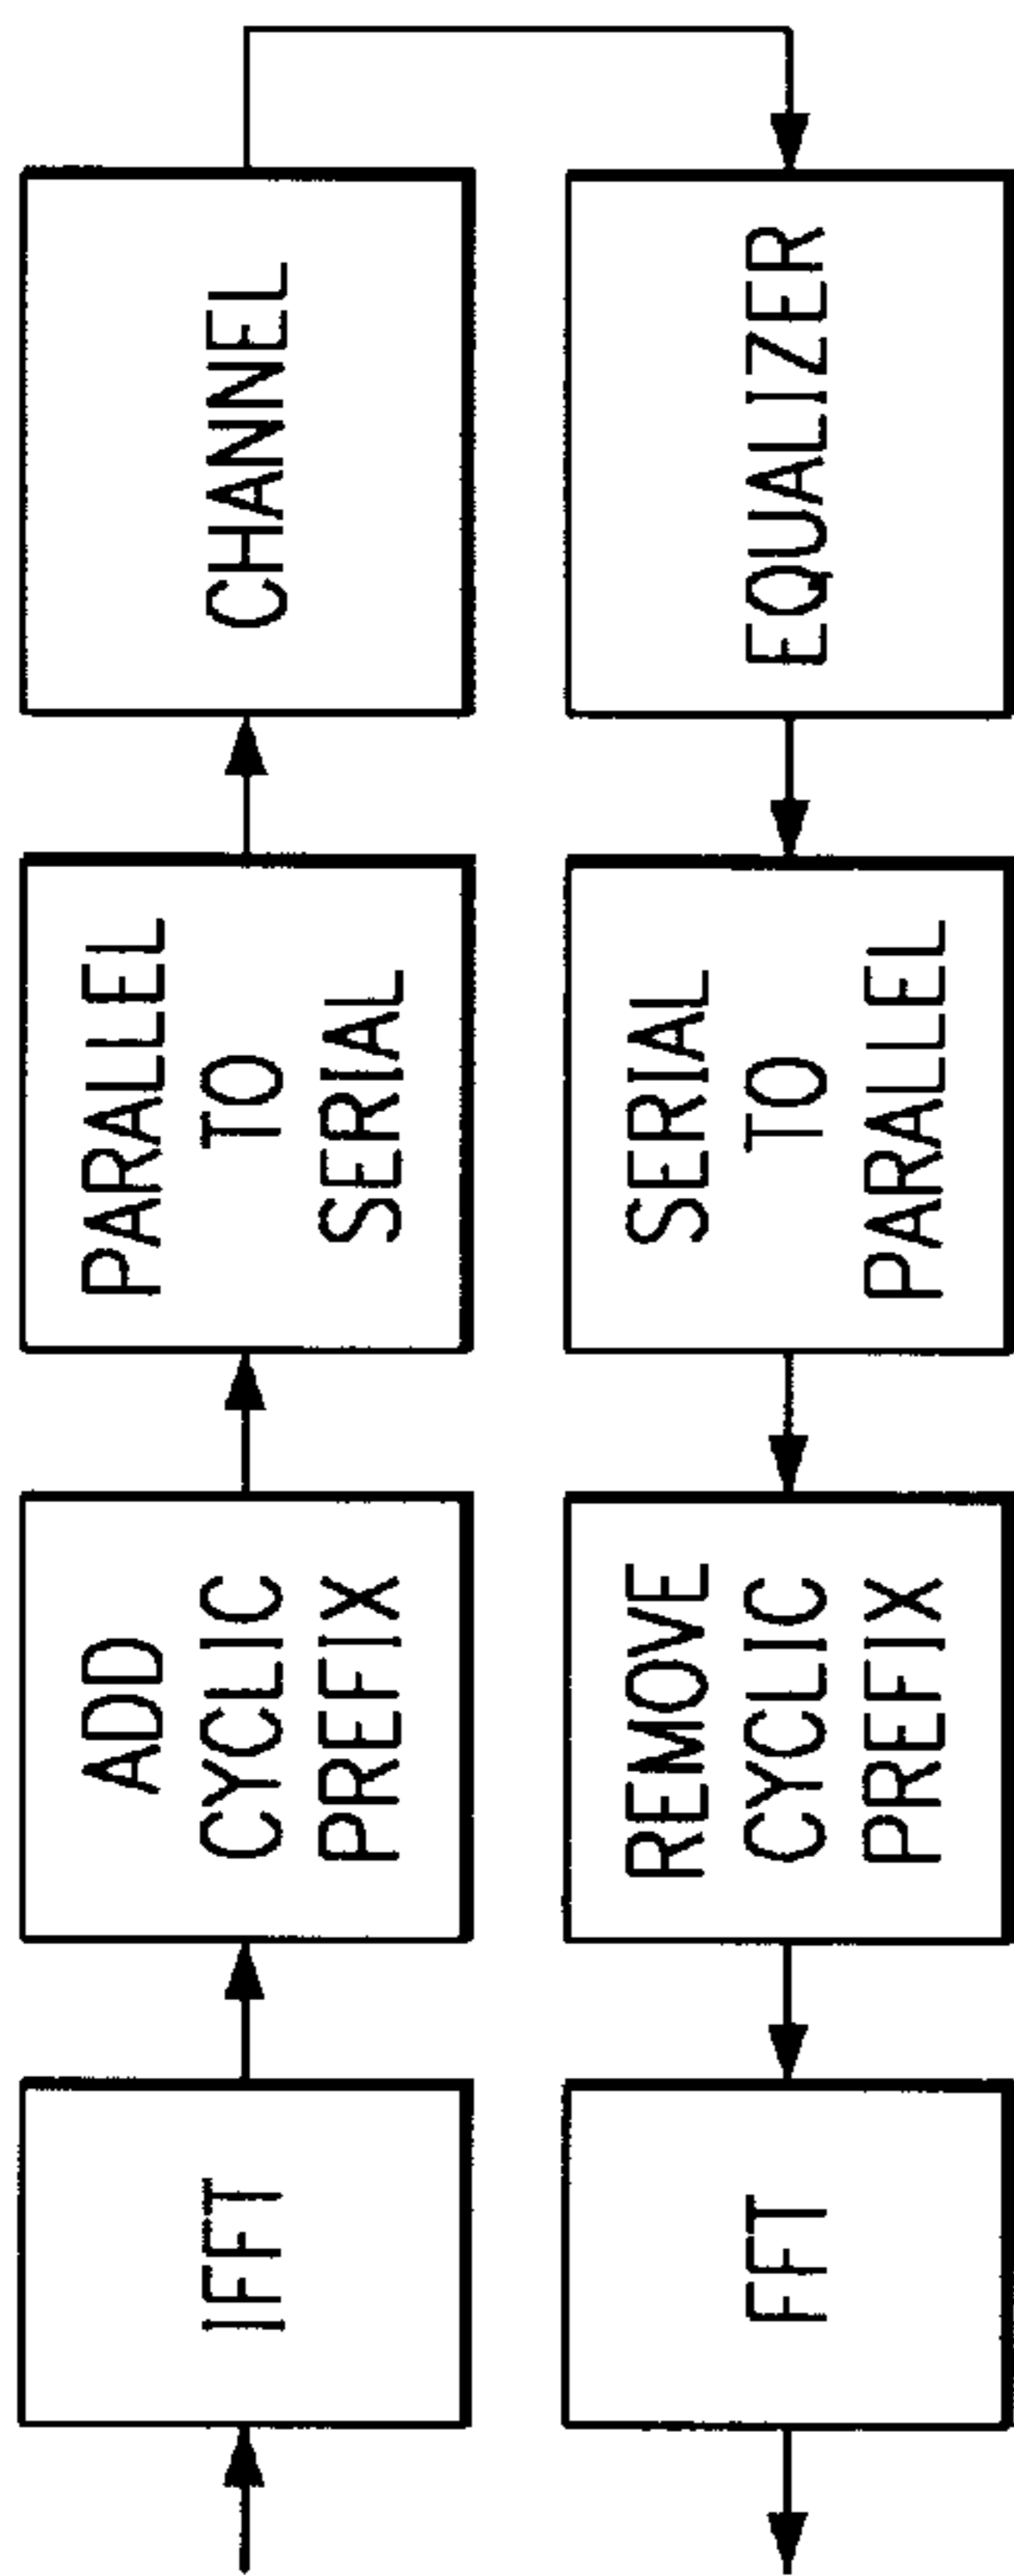 IFFT
ADD
CYCLIC
PREFIX
PARALLEL
TO
SERIAL
CHANNEL
EQUALIZER
SERIAL
TO
PARALLEL
REMOVE
CYCLIC
PREFIX
FFT